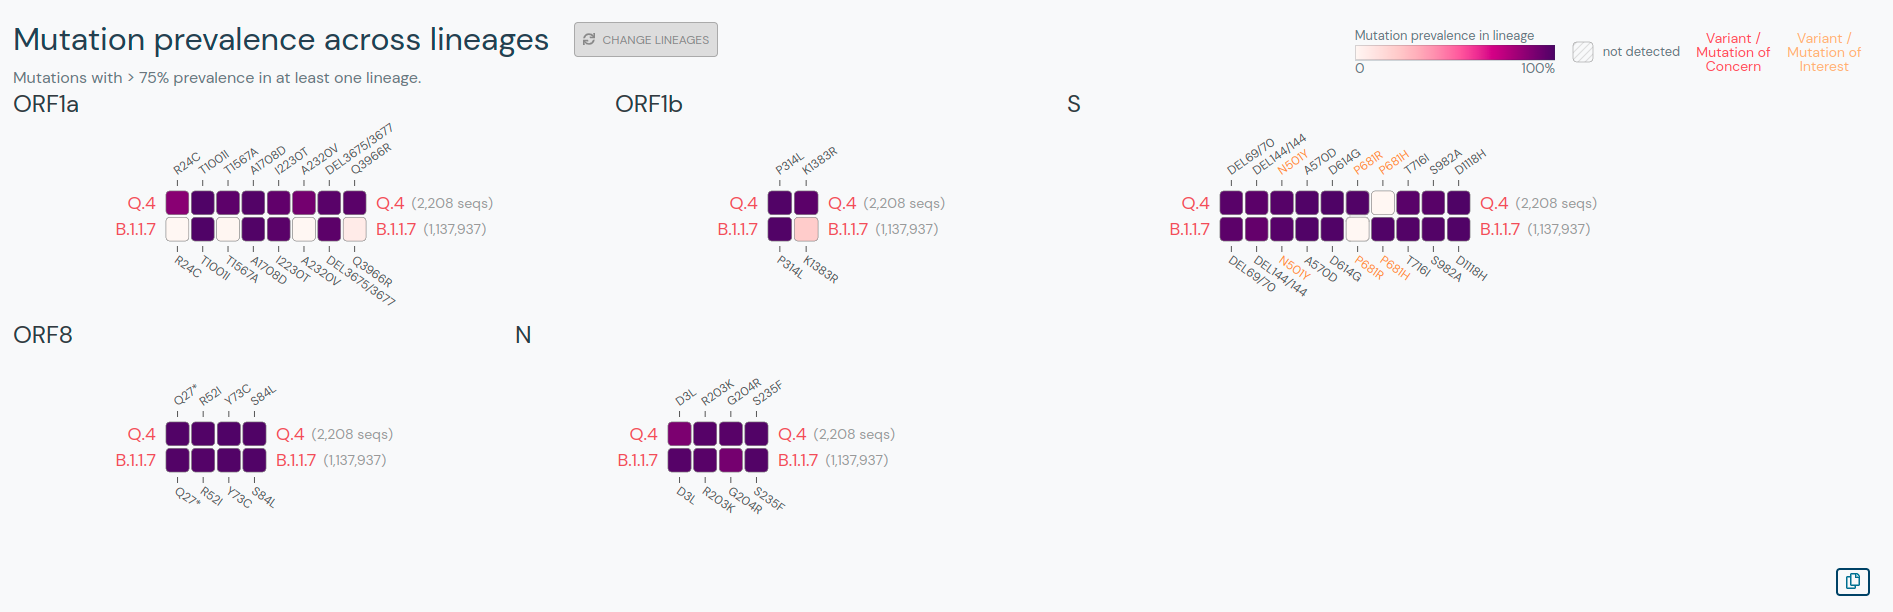 Mutation prevalence across lineages
CHANGE LINEAGES
Mutations with > 75% prevalence in at least one lineage.
Mutation prevalence in lineage
0 100%
not detected
Variant /
Mutation of
Concern
Variant /
Mutation of
Interest
ORF1a
R24C T1001I T1567A A1708D I2230T A2320V DEL3675/3677 Q3966R
Q.4 Q.4 (2,208 seqs)
B.1.1.7 B.1.1.7 (1,137,937)
R24C T1001I T1567A A1708D I2230T A2320V DEL3675/3677 Q3966R
ORF1b
P314L K1383R
Q.4 Q.4 (2,208 seqs)
B.1.1.7 B.1.1.7 (1,137,937)
P314L K1383R
S
DEL69/70 DEL144/144 N501Y A570D D614G P681R P681H T716I S982A D1118H
Q.4 Q.4 (2,208 seqs)
B.1.1.7 B.1.1.7 (1,137,937)
DEL69/70 DEL144/144 N501Y A570D D614G P681R P681H T716I S982A D1118H
ORF8
Q27* R52I Y73C S84L
Q.4 Q.4 (2,208 seqs)
B.1.1.7 B.1.1.7 (1,137,937)
Q27* R52I Y73C S84L
N
D3L R203K G204R S235F
Q.4 Q.4 (2,208 seqs)
B.1.1.7 B.1.1.7 (1,137,937)
D3L R203K G204R S235F